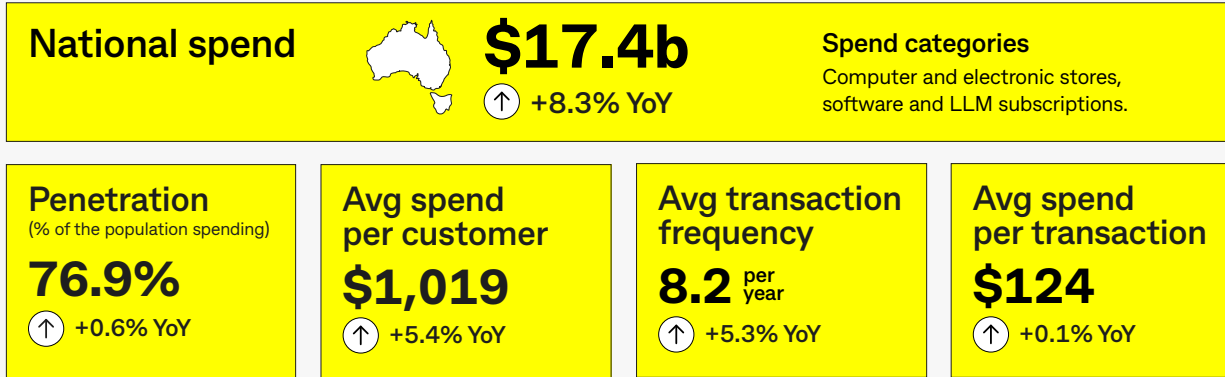 National spend
$17.4b
+8.3% YoY
Spend categories
Computer and electronic stores,
software and LLM subscriptions.
Penetration
(% of the population spending)
76.9%
+0.6% YoY
Avg spend
per customer
$1,019
+5.4% YoY
Avg transaction
frequency
8.2 per
year
+5.3% YoY
Avg spend
per transaction
$124
+0.1% YoY